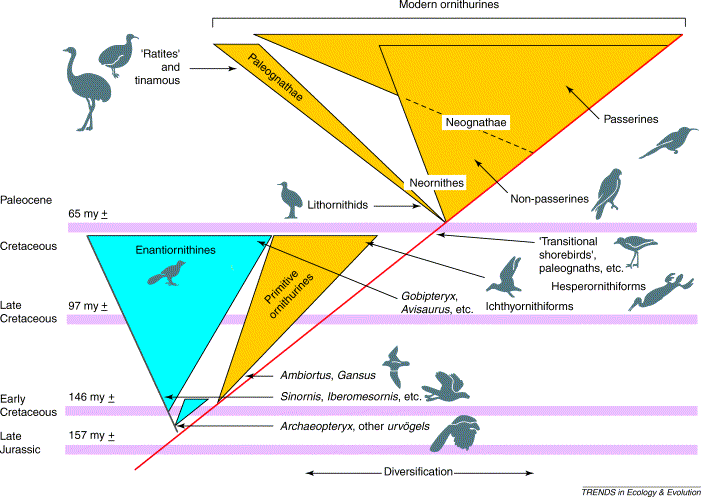 Modern ornithurines
'Ratites'
and
tinamous
Paleognathae
Neognathae
Passerines
Neornithes
Non-passerines
Lithornithids
Paleocene
65 my ±
Cretaceous
Enantiornithines
Primitive
ornithurines
'Transitional
shorebirds',
paleognaths, etc.
Hesperornithiforms
Gobipteryx,
Avisaurus, etc.
Ichthyornithiforms
Late
Cretaceous
97 my ±
Ambiortus, Gansus
Early
Cretaceous
146 my ±
Sinornis, Iberomesornis, etc.
Archaeopteryx, other urvögels
Late
Jurassic
157 my ±
Diversification
TRENDS in Ecology & Evolution